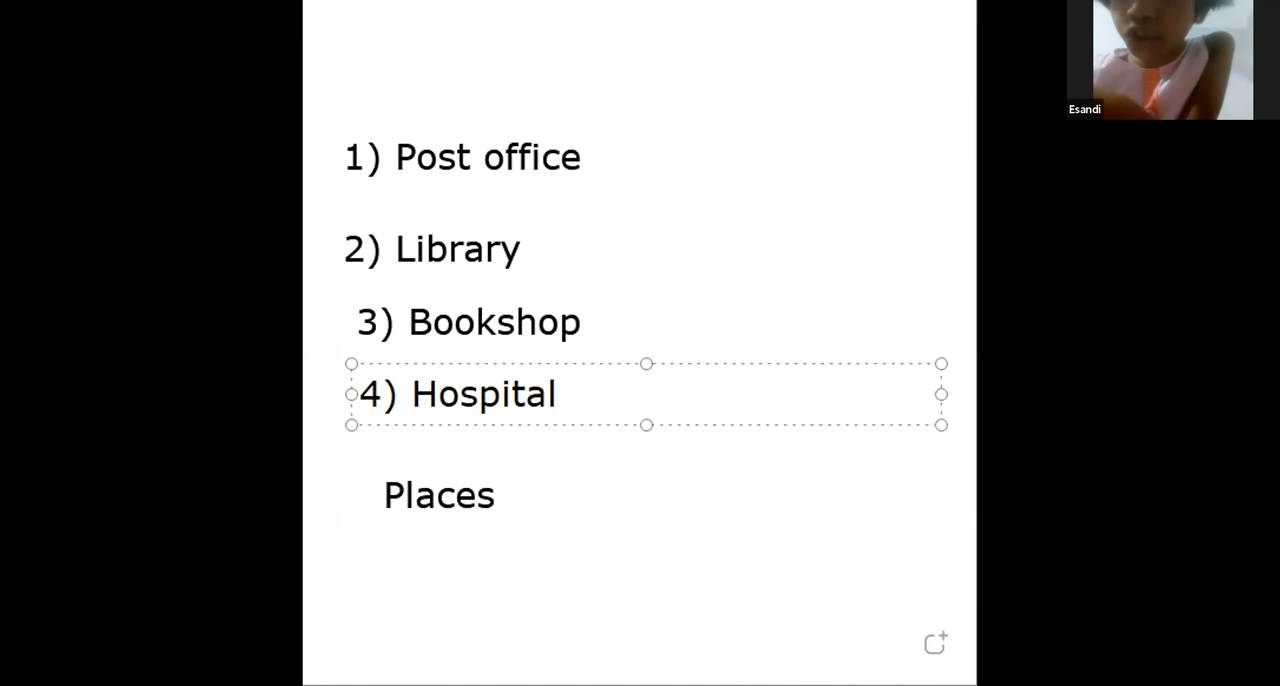 Esandi
1) Post office
2) Library
3) Bookshop
4) Hospital
Places